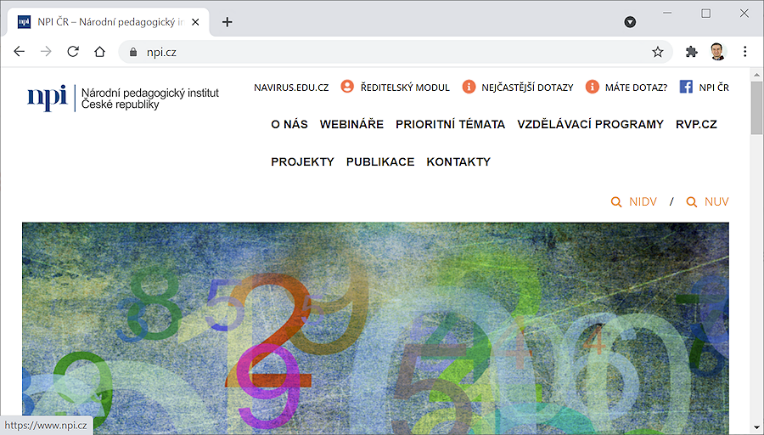 NPI ČR – Národní pedagogický in
npi.cz
npi Národní pedagogický institut
České republiky
NAVIRUS.EDU.CZ ŘEDITELSKÝ MODUL NEJČASTĚJŠÍ DOTAZY MÁTE DOTAZ? NPI ČR
O NÁS WEBINÁŘE PRIORITNÍ TÉMATA VZDĚLÁVACÍ PROGRAMY RVP.CZ
PROJEKTY PUBLIKACE KONTAKTY
NIDV / NUV
https://www.npi.cz